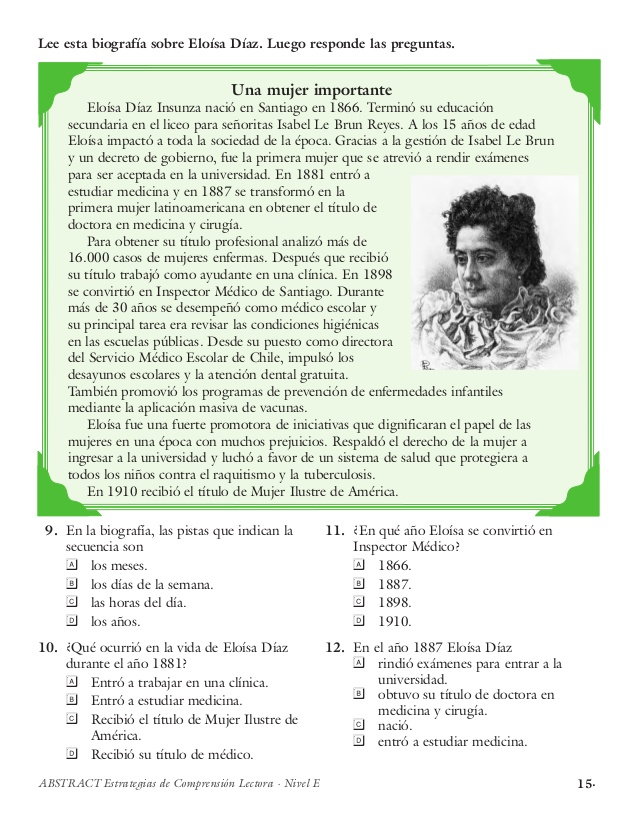 Lee esta biografía sobre Eloísa Díaz. Luego responde las preguntas.
Una mujer importante
Eloísa Díaz Insunza nació en Santiago en 1866. Terminó su educación
secundaria en el liceo para señoritas Isabel Le Brun Reyes. A los 15 años de edad
Eloísa impactó a toda la sociedad de la época. Gracias a la gestión de Isabel Le Brun
y un decreto de gobierno, fue la primera mujer que se atrevió a rendir exámenes
para ser aceptada en la universidad. En 1881 entró a
estudiar medicina y en 1887 se transformó en la
primera mujer latinoamericana en obtener el título de
doctora en medicina y cirugía.
Para obtener su título profesional analizó más de
16.000 casos de mujeres enfermas. Después que recibió
su título trabajó como ayudante en una clínica. En 1898
se convirtió en Inspector Médico de Santiago. Durante
más de 30 años se desempeñó como médico escolar y
su principal tarea era revisar las condiciones higiénicas
en las escuelas públicas. Desde su puesto como directora
del Servicio Médico Escolar de Chile, impulsó los
desayunos escolares y la atención dental gratuita.
También promovió los programas de prevención de enfermedades infantiles
mediante la aplicación masiva de vacunas.
Eloísa fue una fuerte promotora de iniciativas que dignificaran el papel de las
mujeres en una época con muchos prejuicios. Respaldó el derecho de la mujer a
ingresar a la universidad y luchó a favor de un sistema de salud que protegiera a
todos los niños contra el raquitismo y la tuberculosis.
En 1910 recibió el título de Mujer Ilustre de América.
9. En la biografía, las pistas que indican la
secuencia son
A los meses.
B los días de la semana.
C las horas del día.
D los años.
10. ¿Qué ocurrió en la vida de Eloísa Díaz
durante el año 1881?
A Entró a trabajar en una clínica.
B Entró a estudiar medicina.
C Recibió el título de Mujer Ilustre de
América.
D Recibió su título de médico.
11. ¿En qué año Eloísa se convirtió en
Inspector Médico?
A 1866.
B 1887.
C 1898.
D 1910.
12. En el año 1887 Eloísa Díaz
A rindió exámenes para entrar a la
universidad.
B obtuvo su título de doctora en
medicina y cirugía.
C nació.
D entró a estudiar medicina.
ABSTRACT Estrategias de Comprensión Lectora - Nivel E
15.